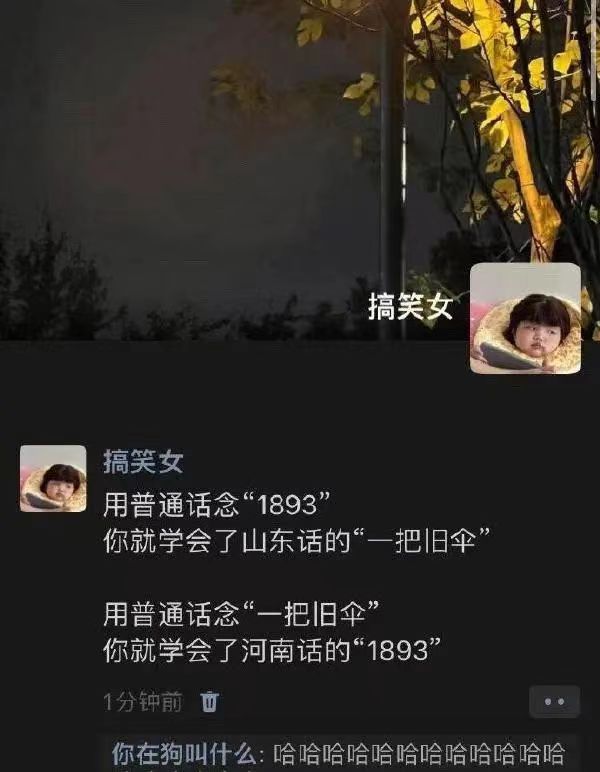 搞笑女
搞笑女
用普通话念“1893”
你就学会了山东话的“一把旧伞”
用普通话念“一把旧伞”
你就学会了河南话的“1893”
1分钟前
你在狗叫什么: 哈哈哈哈哈哈哈哈哈哈哈哈